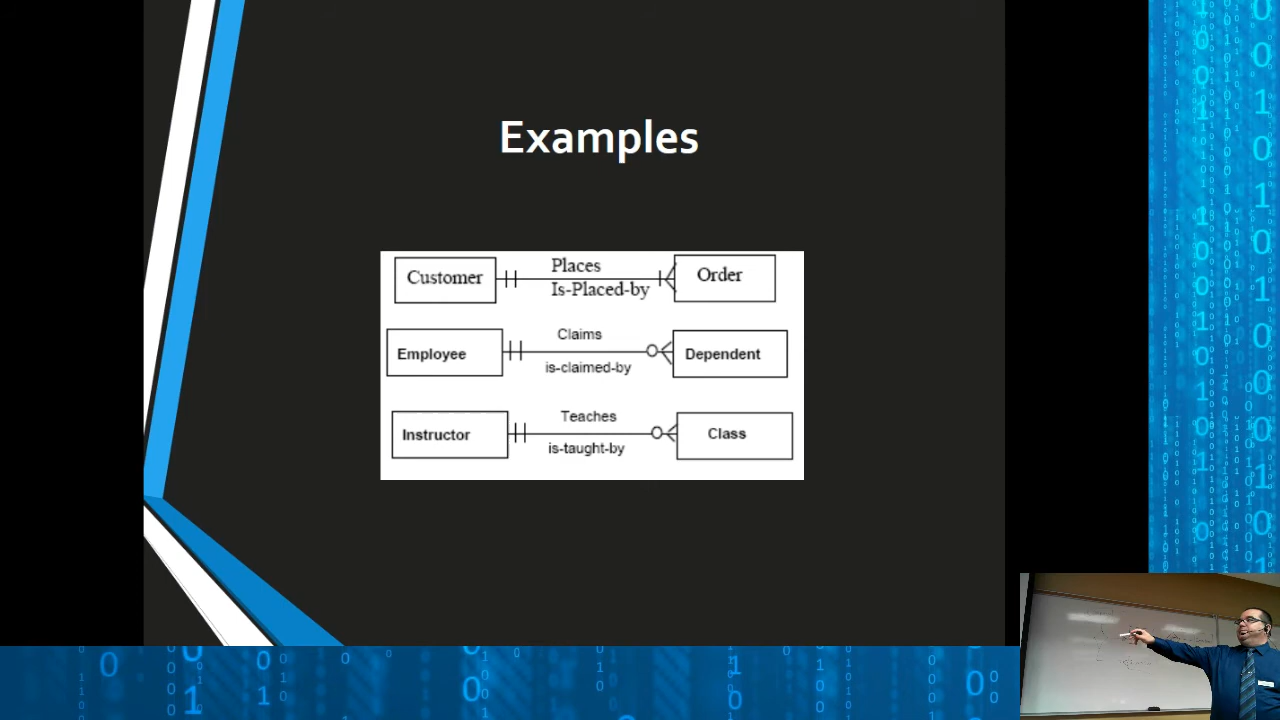 Examples
Customer
Places
Is-Placed-by
Order
Employee
Claims
is-claimed-by
Dependent
Instructor
Teaches
is-taught-by
Class